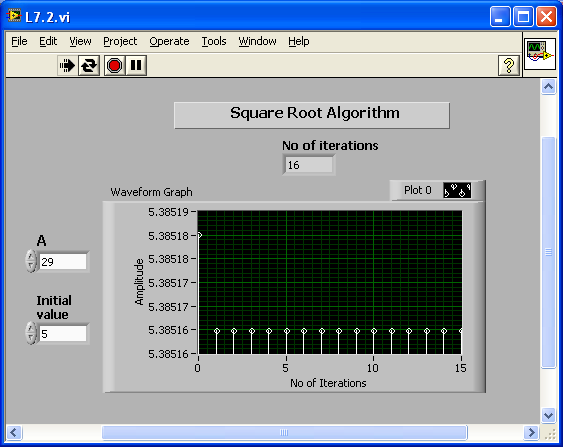 L7.2.vi
File Edit View Project Operate Tools Window Help
?
Square Root Algorithm
No of iterations
16
Waveform Graph
Plot 0
5.38519
5.38518
5.38518
5.38517
5.38517
5.38516
5.38516
Amplitude
0 5 10 15
No of Iterations
A
29
Initial
value
5